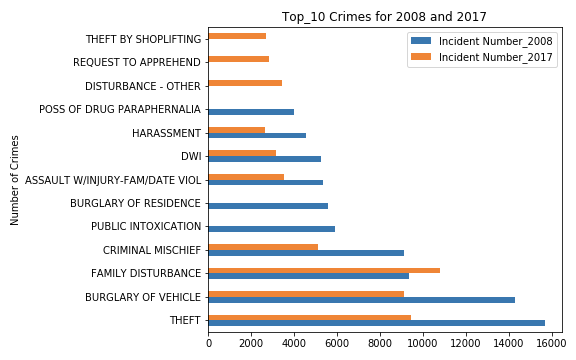 Top_10 Crimes for 2008 and 2017
Incident Number_2008
Incident Number_2017
Number of Crimes
THEFT BY SHOPLIFTING
REQUEST TO APPREHEND
DISTURBANCE - OTHER
POSS OF DRUG PARAPHERNALIA
HARASSMENT
DWI
ASSAULT W/INJURY-FAM/DATE VIOL
BURGLARY OF RESIDENCE
PUBLIC INTOXICATION
CRIMINAL MISCHIEF
FAMILY DISTURBANCE
BURGLARY OF VEHICLE
THEFT
0 2000 4000 6000 8000 10000 12000 14000 16000